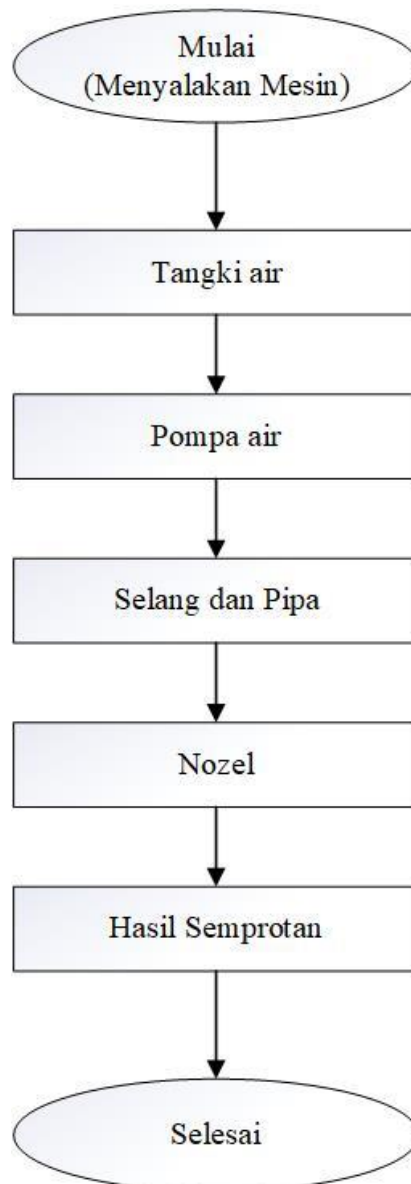 Mulai
(Menyalakan Mesin)
Tangki air
Pompa air
Selang dan Pipa
Nozel
Hasil Semprotan
Selesai